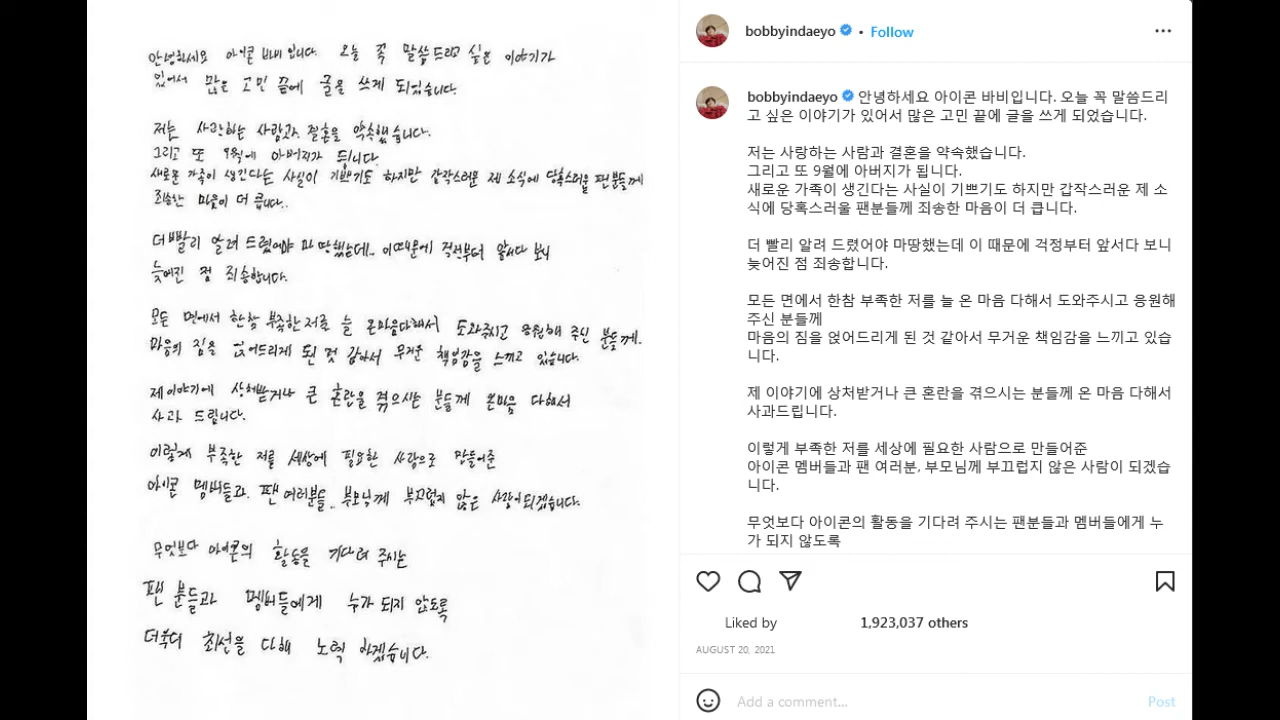 안녕하세요 아이콘 바비 입니다. 오늘 꼭 말씀드리고 싶은 이야기가
있어서 많은 고민 끝에 글을 쓰게 되었습니다.
저는 사랑하는 사람과 결혼을 약속했습니다.
그리고 또 9월에 아버지가 됩니다.
새로운 가족이 생긴다는 사실이 기쁘기도 하지만 갑작스러운 제 소식에 당혹스러울 팬분들께
죄송한 마음이 더 큽니다..
더 빨리 알려 드렸어야 마땅했는데.. 이 때문에 걱정부터 앞서다 보니
늦어진 점 죄송합니다.
모든 면에서 한참 부족한 저를 늘 온마음다해서 도와주시고 응원해 주신 분들께.
마음의 짐을 얹어드리게 된 것 같아서 무거운 책임감을 느끼고 있습니다.
제 이야기에 상처받거나 큰 혼란을 겪으시는 분들께 온마음 다해서
사과 드립니다.
이렇게 부족한 저를 세상에 필요한 사람으로 만들어준
아이콘 멤버들과. 팬 여러분들.. 부모님께 부끄럽지 않은 사람이 되겠습니다.
무엇보다 아이콘의 활동을 기다려 주시는
팬 분들과 멤버들에게 누가 되지 않도록
더욱더 최선을 다해 노력 하겠습니다.
bobbyindaeyo • Follow
bobbyindaeyo 안녕하세요 아이콘 바비입니다. 오늘 꼭 말씀드리
고 싶은 이야기가 있어서 많은 고민 끝에 글을 쓰게 되었습니다.
저는 사랑하는 사람과 결혼을 약속했습니다.
그리고 또 9월에 아버지가 됩니다.
새로운 가족이 생긴다는 사실이 기쁘기도 하지만 갑작스러운 제 소
식에 당혹스러울 팬분들께 죄송한 마음이 더 큽니다.
더 빨리 알려 드렸어야 마땅했는데 이 때문에 걱정부터 앞서다 보니
늦어진 점 죄송합니다.
모든 면에서 한참 부족한 저를 늘 온 마음 다해서 도와주시고 응원해
주신 분들께
마음의 짐을 얹어드리게 된 것 같아서 무거운 책임감을 느끼고 있습
니다.
제 이야기에 상처받거나 큰 혼란을 겪으시는 분들께 온 마음 다해서
사과드립니다.
이렇게 부족한 저를 세상에 필요한 사람으로 만들어준
아이콘 멤버들과 팬 여러분, 부모님께 부끄럽지 않은 사람이 되겠습
니다.
무엇보다 아이콘의 활동을 기다려 주시는 팬분들과 멤버들에게 누
가 되지 않도록
Liked by 1,923,037 others
AUGUST 20, 2021
Add a comment... Post